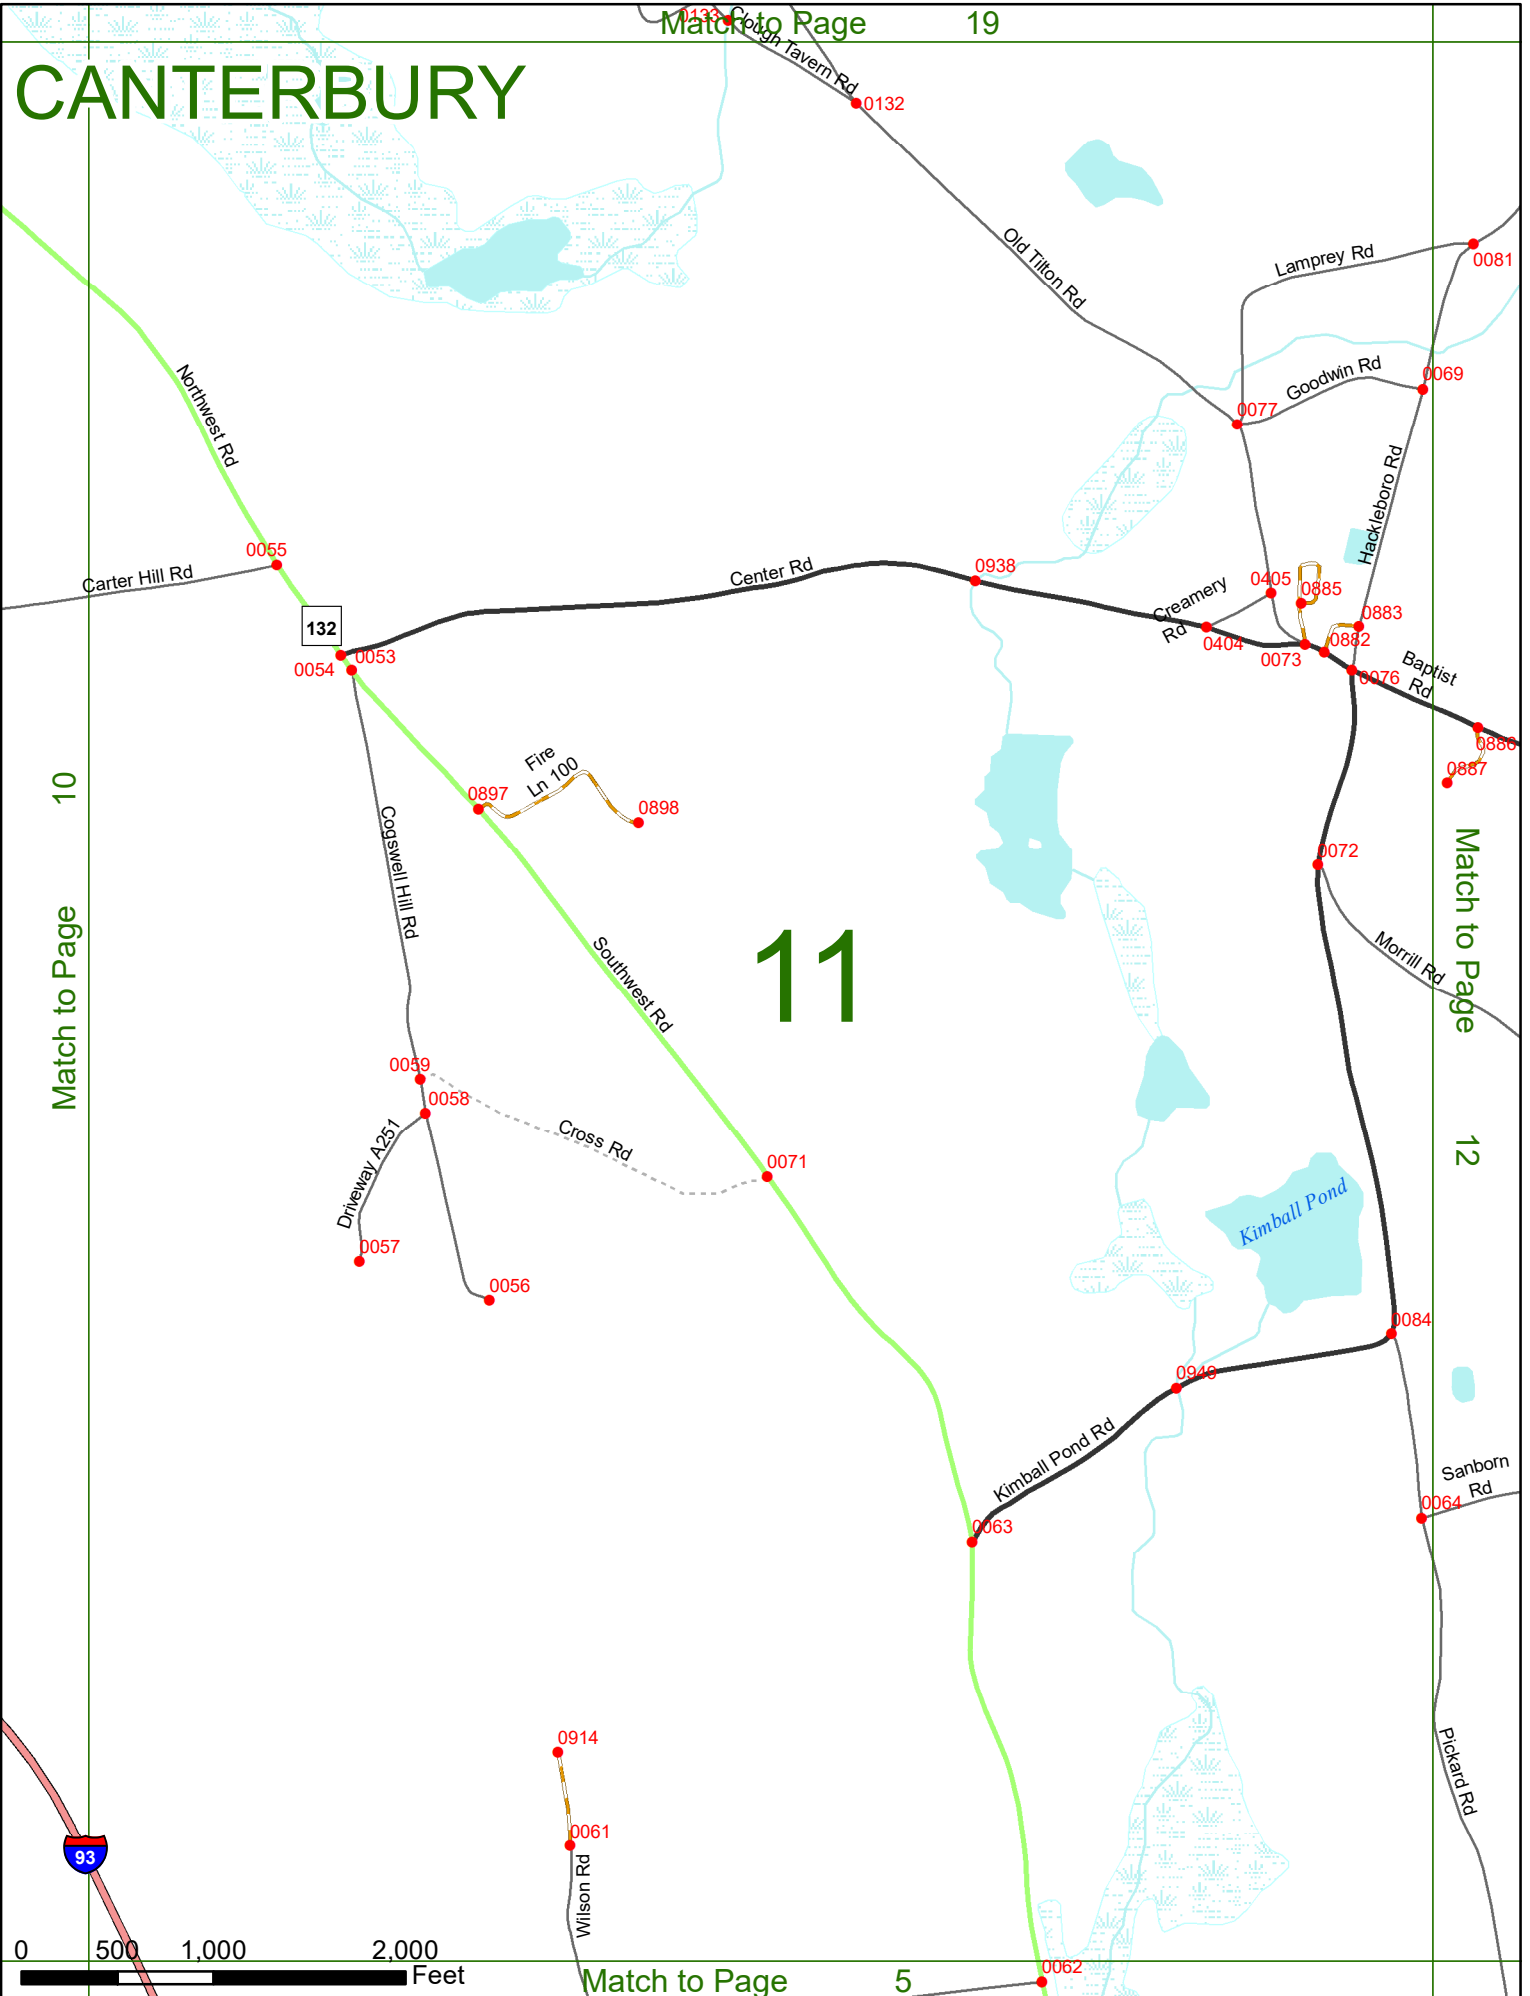 0133
Match to Page 19
Clough Tavern Rd
CANTERBURY
0132
Old Tilton Rd
Lamprey Rd
0081
Northwest Rd
Goodwin Rd
0069
0077
Hackleboro Rd
0055
Carter Hill Rd
Center Rd
0938
0405
0885
Creamery
Rd
132
0404
0883
0882
0073
0053
0054
0076
Baptist
Rd
0886
0887
Fire
Ln 100
0897
0898
Match to Page 10
Cogswell Hill Rd
0072
Southwest Rd
11
Morrill Rd
Match to Page 12
0059
0058
Driveway A251
Cross Rd
0071
0057
0056
Kimball Pond
0084
0949
Kimball Pond Rd
Sanborn
Rd
0064
0063
0914
0061
Wilson Rd
Pickard Rd
93
0 500 1,000 2,000
Feet
Match to Page 5
0062